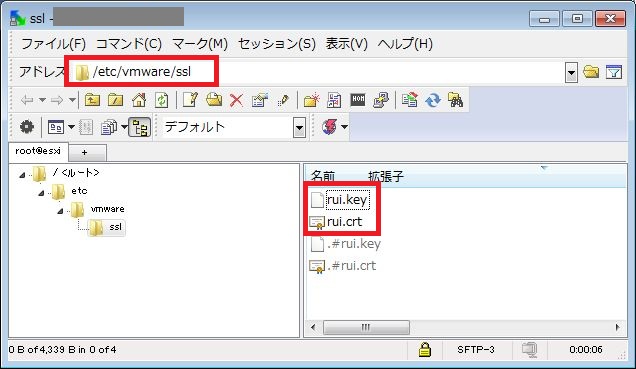 ssl -
ファイル(F) コマンド(C) マーク(M) セッション(S) 表示(V) ヘルプ(H)
アドレス /etc/vmware/ssl
デフォルト
root@esxi +
/ <ルート>
etc
vmware
ssl
名前 拡張子
rui.key
rui.crt
.#rui.key
.#rui.crt
0 B of 4,339 B in 0 of 4 SFTP-3 0:00:06